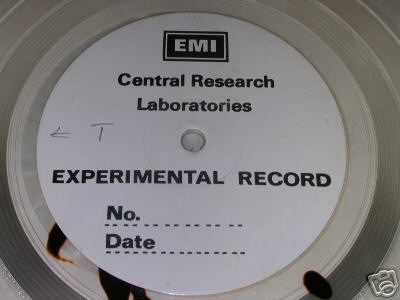 EMI
Central Research
Laboratories
← T
EXPERIMENTAL RECORD
No. ..............
Date ..............